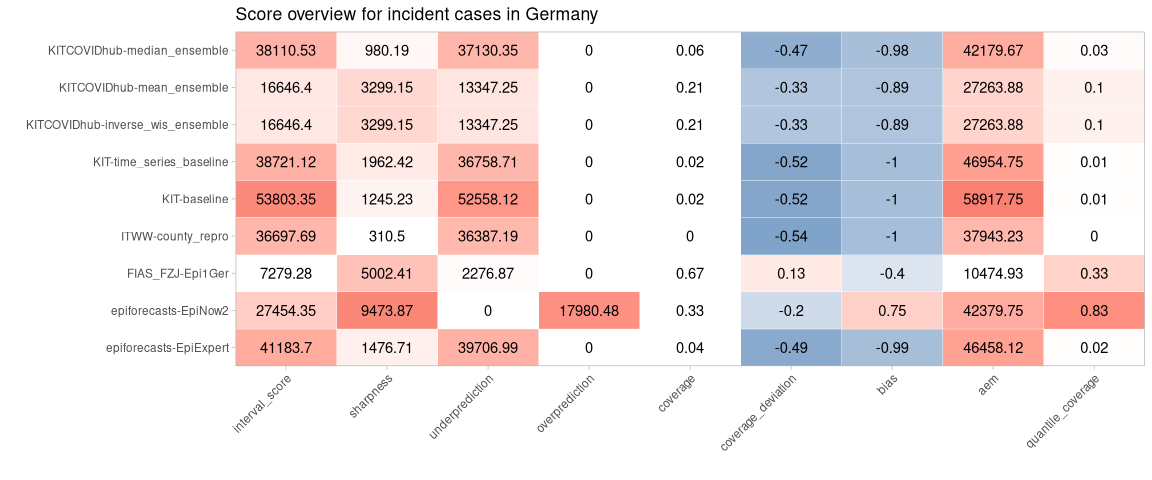 Score overview for incident cases in Germany
KITCOVIDhub-median_ensemble 38110.53 980.19 37130.35 0 0.06 -0.47 -0.98 42179.67 0.03
KITCOVIDhub-mean_ensemble 16646.4 3299.15 13347.25 0 0.21 -0.33 -0.89 27263.88 0.1
KITCOVIDhub-inverse_wis_ensemble 16646.4 3299.15 13347.25 0 0.21 -0.33 -0.89 27263.88 0.1
KIT-time_series_baseline 38721.12 1962.42 36758.71 0 0.02 -0.52 -1 46954.75 0.01
KIT-baseline 53803.35 1245.23 52558.12 0 0.02 -0.52 -1 58917.75 0.01
ITWW-county_repro 36697.69 310.5 36387.19 0 0 -0.54 -1 37943.23 0
FIAS_FZJ-Epi1Ger 7279.28 5002.41 2276.87 0 0.67 0.13 -0.4 10474.93 0.33
epiforecasts-EpiNow2 27454.35 9473.87 0 17980.48 0.33 -0.2 0.75 42379.75 0.83
epiforecasts-EpiExpert 41183.7 1476.71 39706.99 0 0.04 -0.49 -0.99 46458.12 0.02
interval_score sharpness underprediction overprediction coverage coverage_deviation bias aem quantile_coverage